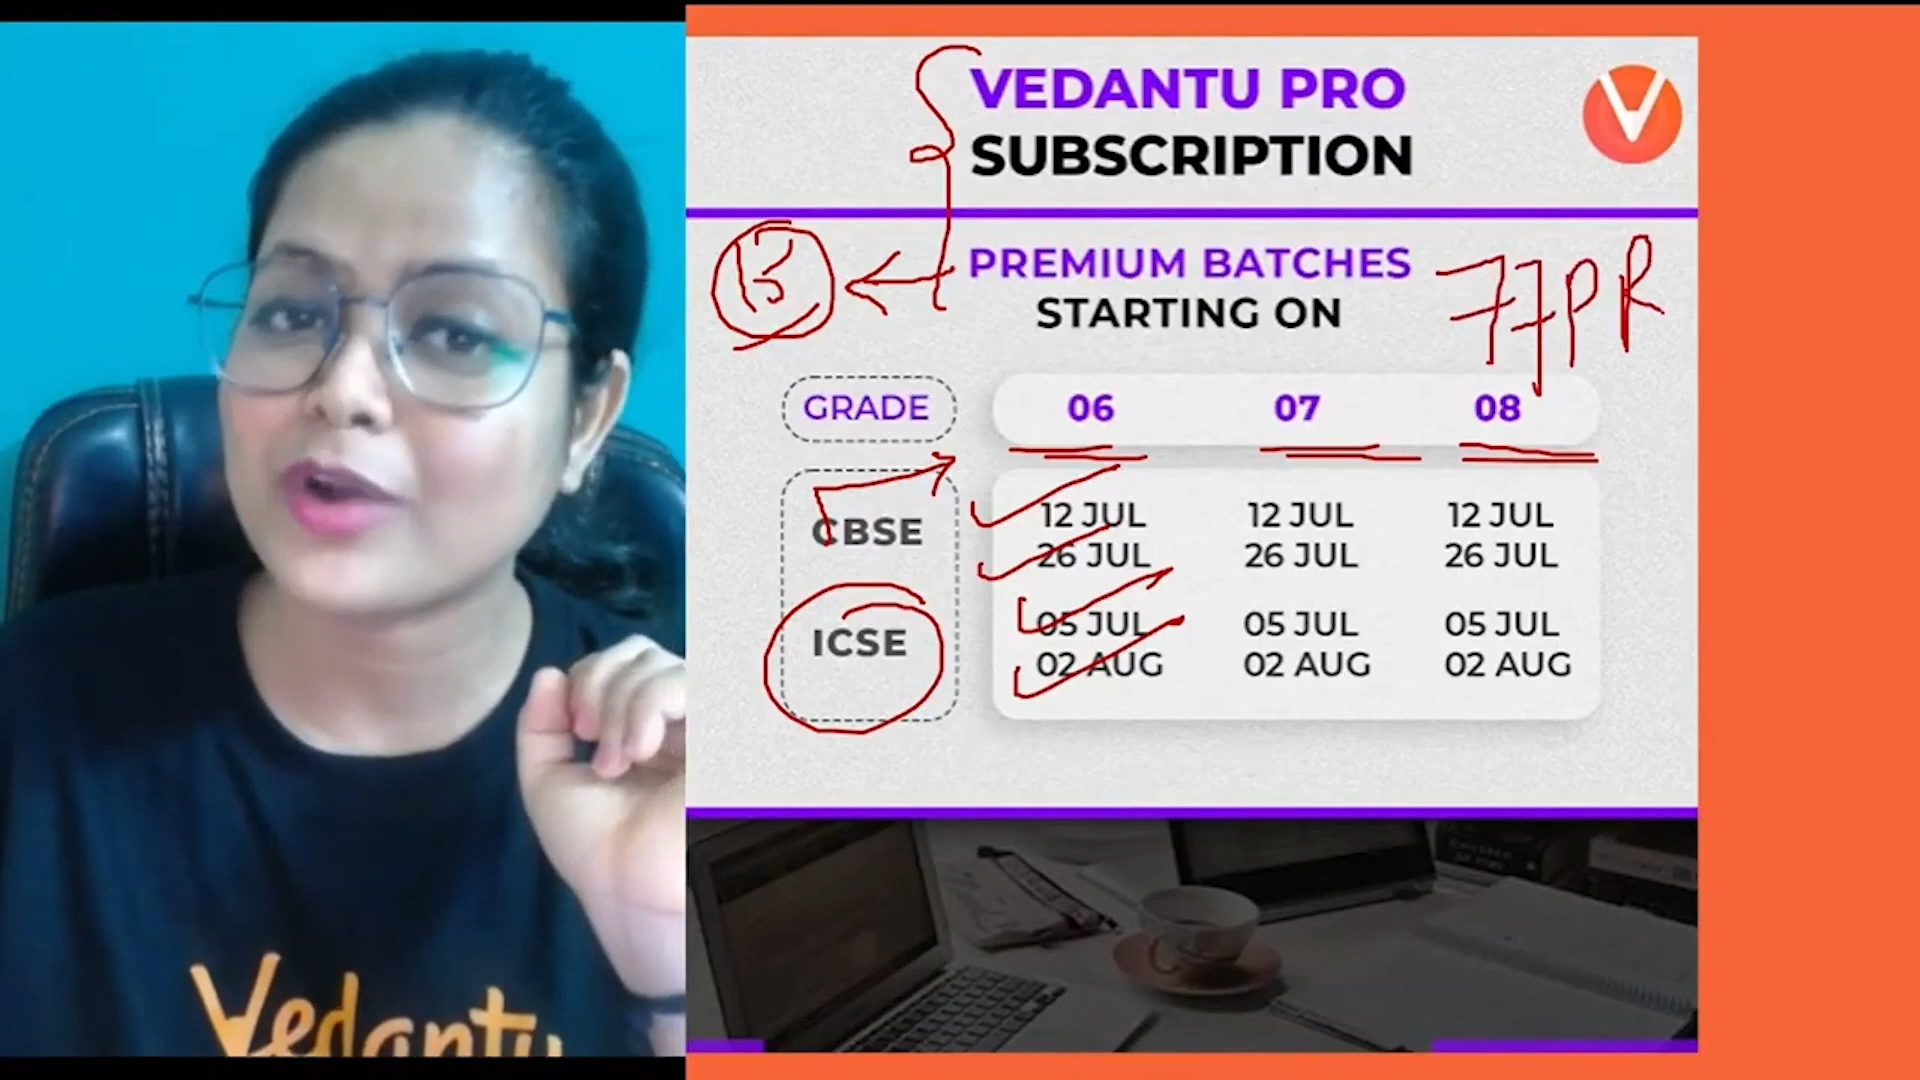 VEDANTU PRO
SUBSCRIPTION
PREMIUM BATCHES
STARTING ON
77PR
GRADE 06 07 08
CBSE 12 JUL 12 JUL 12 JUL
26 JUL 26 JUL 26 JUL
ICSE 05 JUL 05 JUL 05 JUL
02 AUG 02 AUG 02 AUG
Vedantu